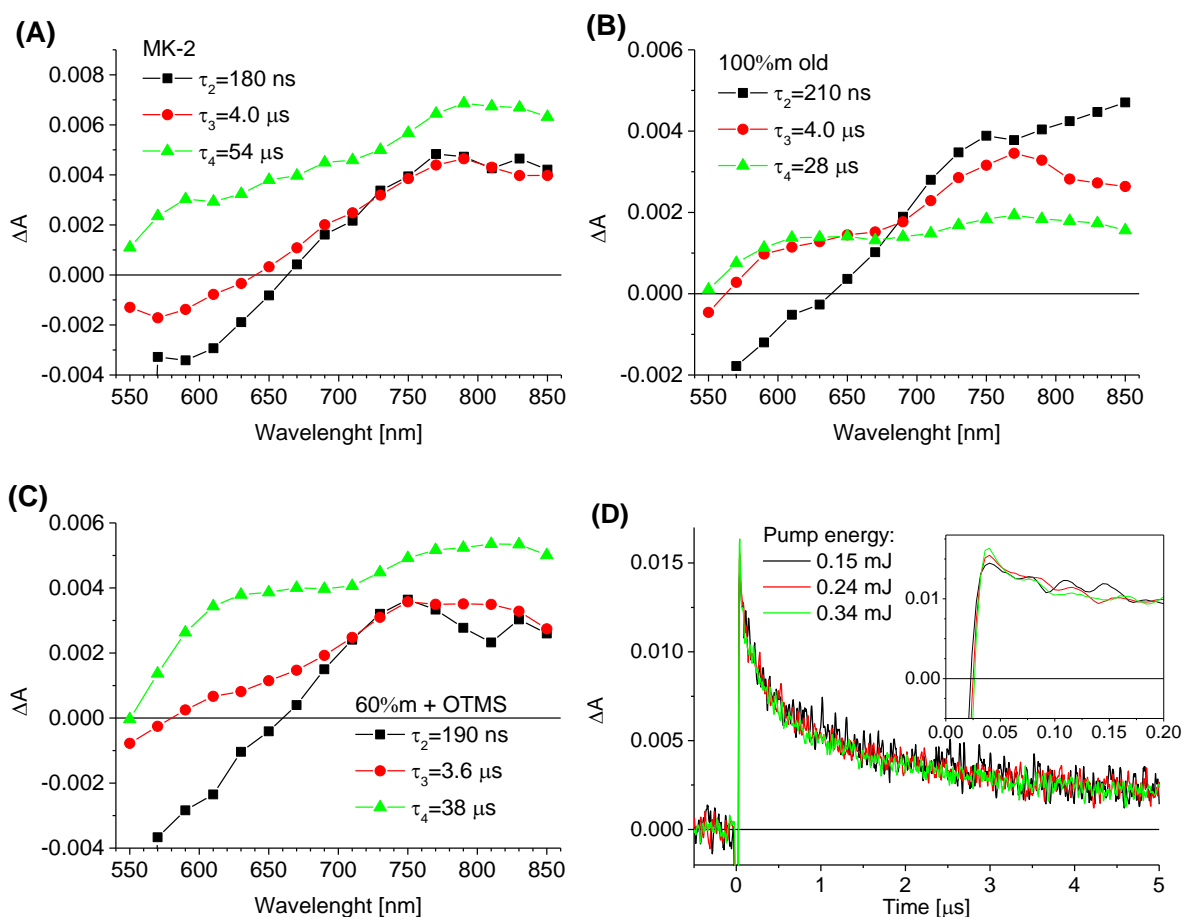 (A)
MK-2
τ2=180 ns
τ3=4.0 μs
τ4=54 μs
0.008
0.006
0.004
0.002
0.000
-0.002
-0.004
ΔA
550 600 650 700 750 800 850
Wavelenght [nm]
(B)
100%m old
τ2=210 ns
τ3=4.0 μs
τ4=28 μs
0.006
0.004
0.002
0.000
-0.002
ΔA
550 600 650 700 750 800 850
Wavelenght [nm]
(C)
60%m + OTMS
τ2=190 ns
τ3=3.6 μs
τ4=38 μs
0.006
0.004
0.002
0.000
-0.002
-0.004
ΔA
550 600 650 700 750 800 850
Wavelenght [nm]
(D)
Pump energy:
0.15 mJ
0.24 mJ
0.34 mJ
0.015
0.010
0.005
0.000
ΔA
0 1 2 3 4 5
Time [μs]
0.01
0.00
0.00 0.05 0.10 0.15 0.20